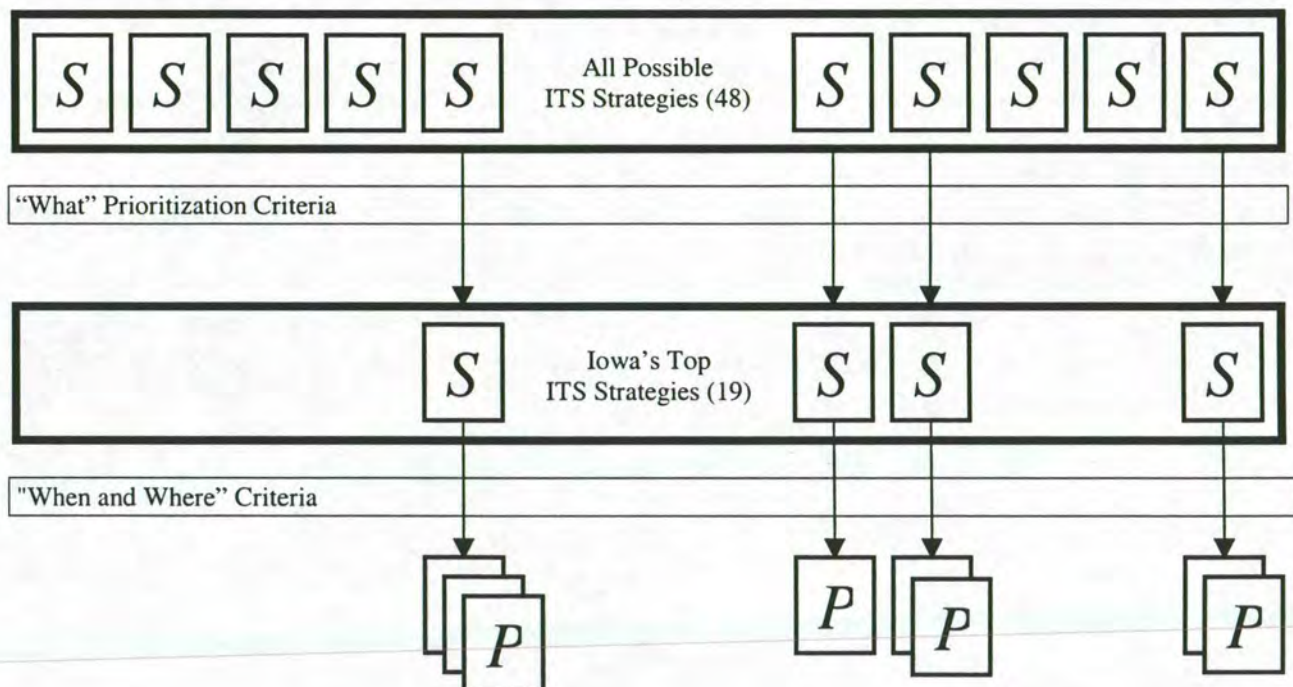 S S S S S All Possible S S S S S
ITS Strategies (48)
“What” Prioritization Criteria
S Iowa’s Top S S S
ITS Strategies (19)
"When and Where” Criteria
P P P P